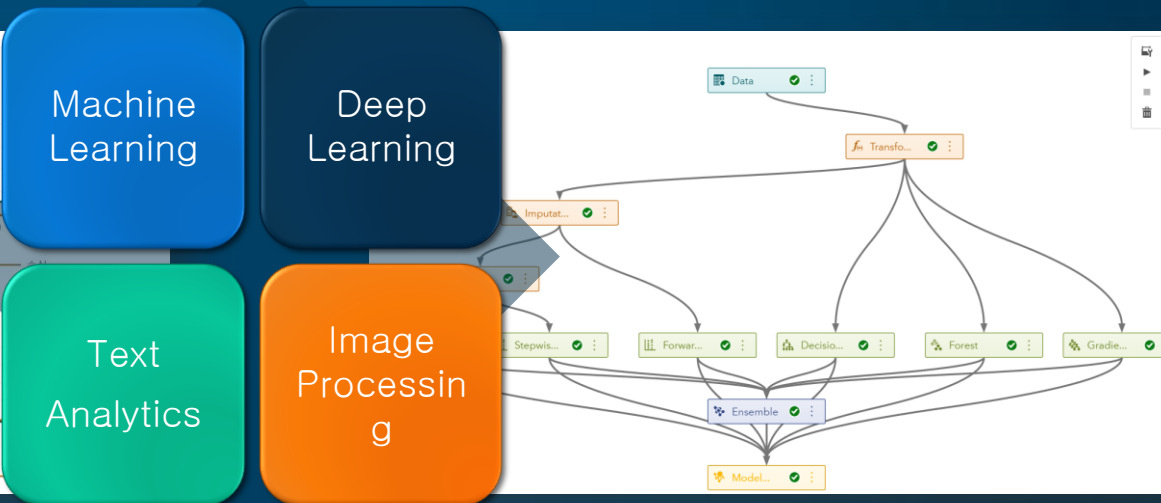 Machine
Learning
Deep
Learning
Text
Analytics
Image
Processin
g
Data
Transfo...
Imputat...
Stepwis...
Forwar...
Decisio...
Forest
Gradie...
Ensemble
Model...